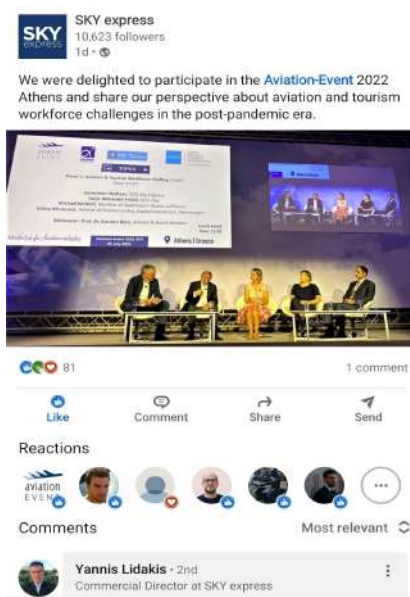 SKY
express
SKY express
10,623 followers
1d •
We were delighted to participate in the Aviation-Event 2022
Athens and share our perspective about aviation and tourism
workforce challenges in the post-pandemic era.
Athens | Greece
81
1 comment
Like
Comment
Share
Send
Reactions
aviation
EVENT
Comments
Most relevant
Yannis Lidakis • 2nd
Commercial Director at SKY express